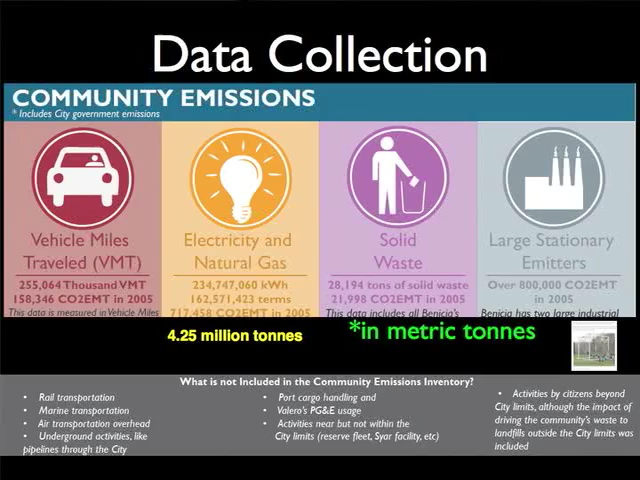 Data Collection
COMMUNITY EMISSIONS
* Includes City government emissions
Vehicle Miles
Traveled (VMT)
255,064 Thousand VMT
158,346 CO2EMT in 2005
This data is measured in Vehicle Miles
Electricity and
Natural Gas
234,747,060 kWh
162,571,423 terms
717,458 CO2EMT in 2005
Solid
Waste
28,194 tons of solid waste
21,998 CO2EMT in 2005
This data includes all Benicia's
Large Stationary
Emitters
Over 800,000 CO2EMT
in 2005
Benicia has two large industrial
4.25 million tonnes
*in metric tonnes
What is not Included in the Community Emissions Inventory?
• Rail transportation
• Marine transportation
• Air transportation overhead
• Underground activities, like
pipelines through the City
• Port cargo handling and
• Valero's PG&E usage
• Activities near but not within the
City limits (reserve fleet, Syar facility, etc)
• Activities by citizens beyond
City limits, although the impact of
driving the community's waste to
landfills outside the City limits was
included